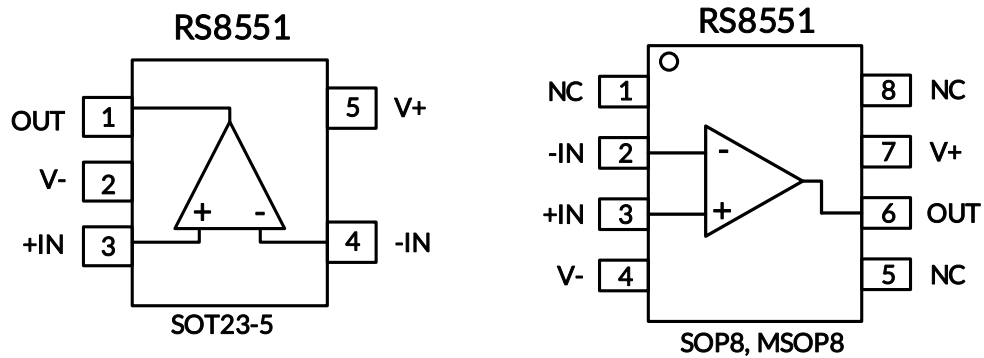 RS8551
OUT 1 5 V+
V- 2
+IN 3 + - 4 -IN
SOT23-5
RS8551
NC 1 8 NC
-IN 2 - 7 V+
+IN 3 + 6 OUT
V- 4 5 NC
SOP8, MSOP8